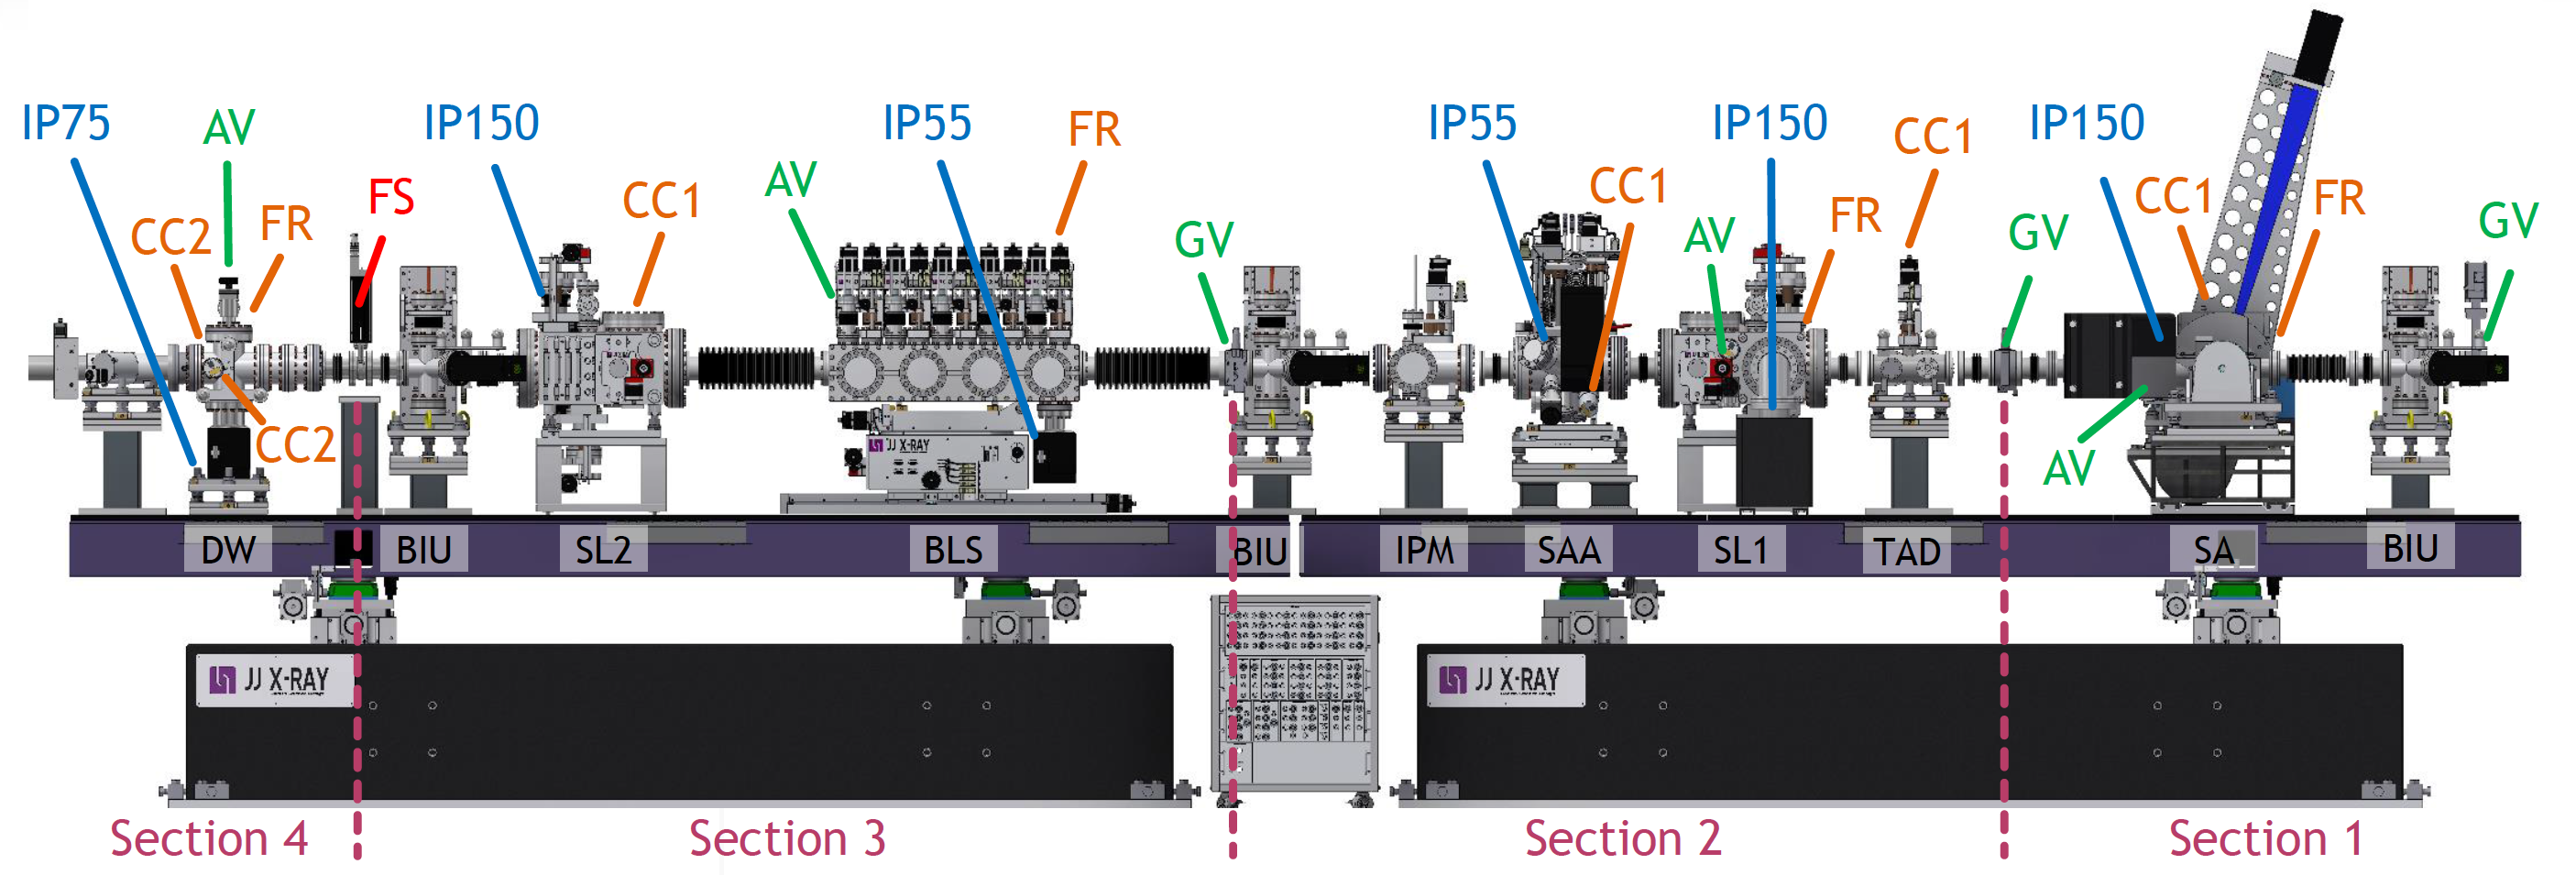 IP75
AV
CC2
FR
CC2
FS
IP150
CC1
AV
IP55
FR
GV
IP55
CC1
AV
IP150
FR
CC1
GV
IP150
CC1
FR
AV
GV
JJ X-RAY
DW
BIU
SL2
BLS
BIU
IPM
SAA
SL1
TAD
SA
BIU
JJ X-RAY
JJ X-RAY
Section 4
Section 3
Section 2
Section 1